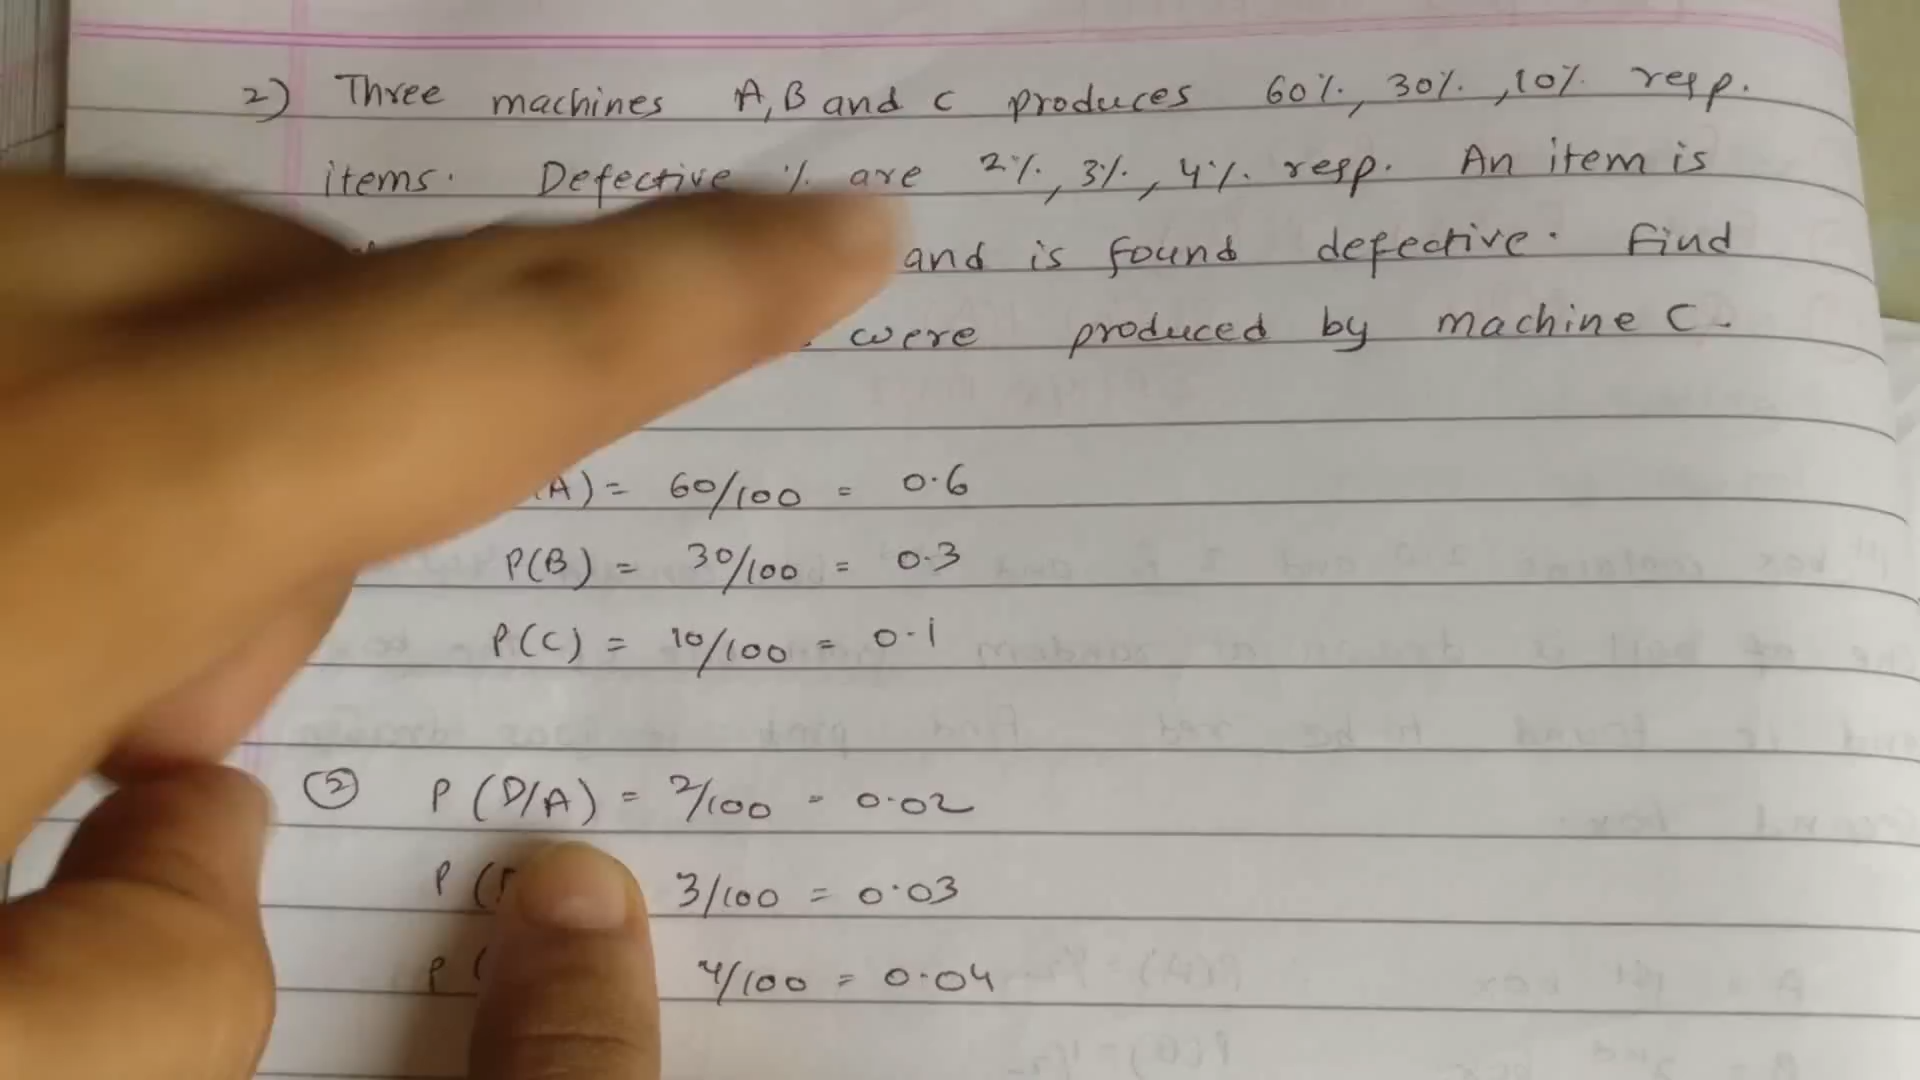 2) Three machines A, B and C produces 60%, 30%, 10% resp.
items. Defective % are 2%, 3%, 4% resp. An item is
and is found defective. Find
were produced by machine C.
(A) = 60/100 = 0.6
P(B) = 30/100 = 0.3
P(C) = 10/100 = 0.1
② P(D/A) = 2/100 = 0.02
P( 3/100 = 0.03
P( 4/100 = 0.04